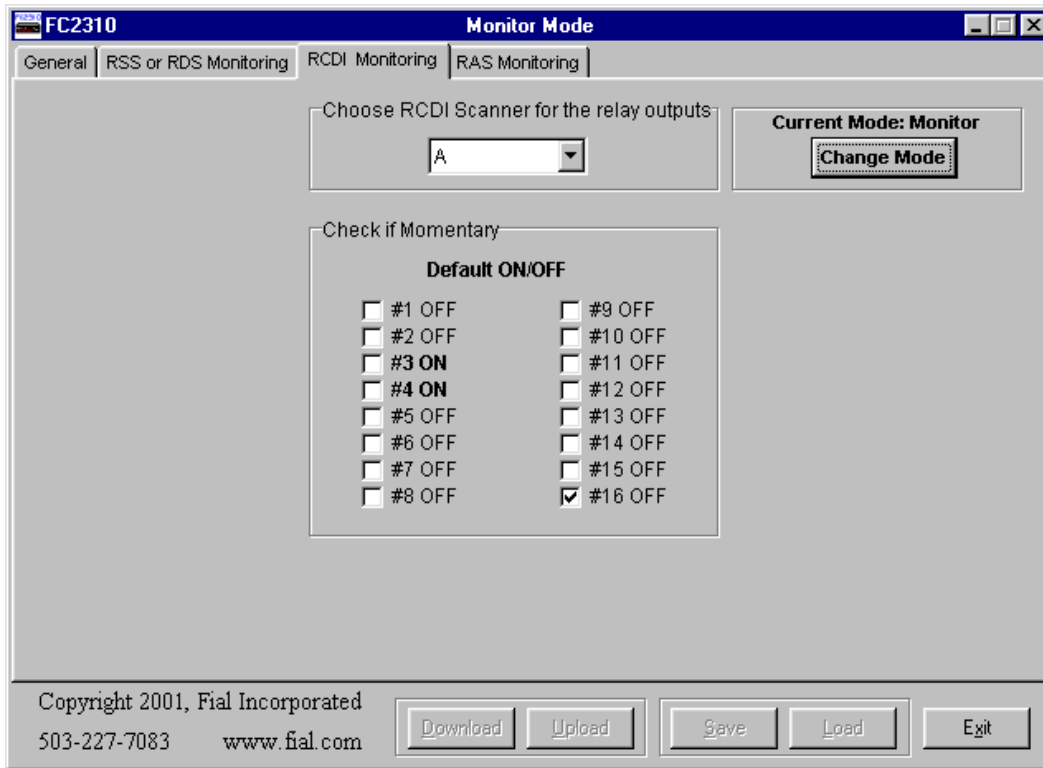 FC2310 Monitor Mode
General RSS or RDS Monitoring RCDI Monitoring RAS Monitoring
Choose RCDI Scanner for the relay outputs
A
Current Mode: Monitor
Change Mode
Check if Momentary
Default ON/OFF
#1 OFF #9 OFF
#2 OFF #10 OFF
#3 ON #11 OFF
#4 ON #12 OFF
#5 OFF #13 OFF
#6 OFF #14 OFF
#7 OFF #15 OFF
#8 OFF #16 OFF
Copyright 2001, Fial Incorporated
503-227-7083 www.fial.com
Download Upload Save Load Exit